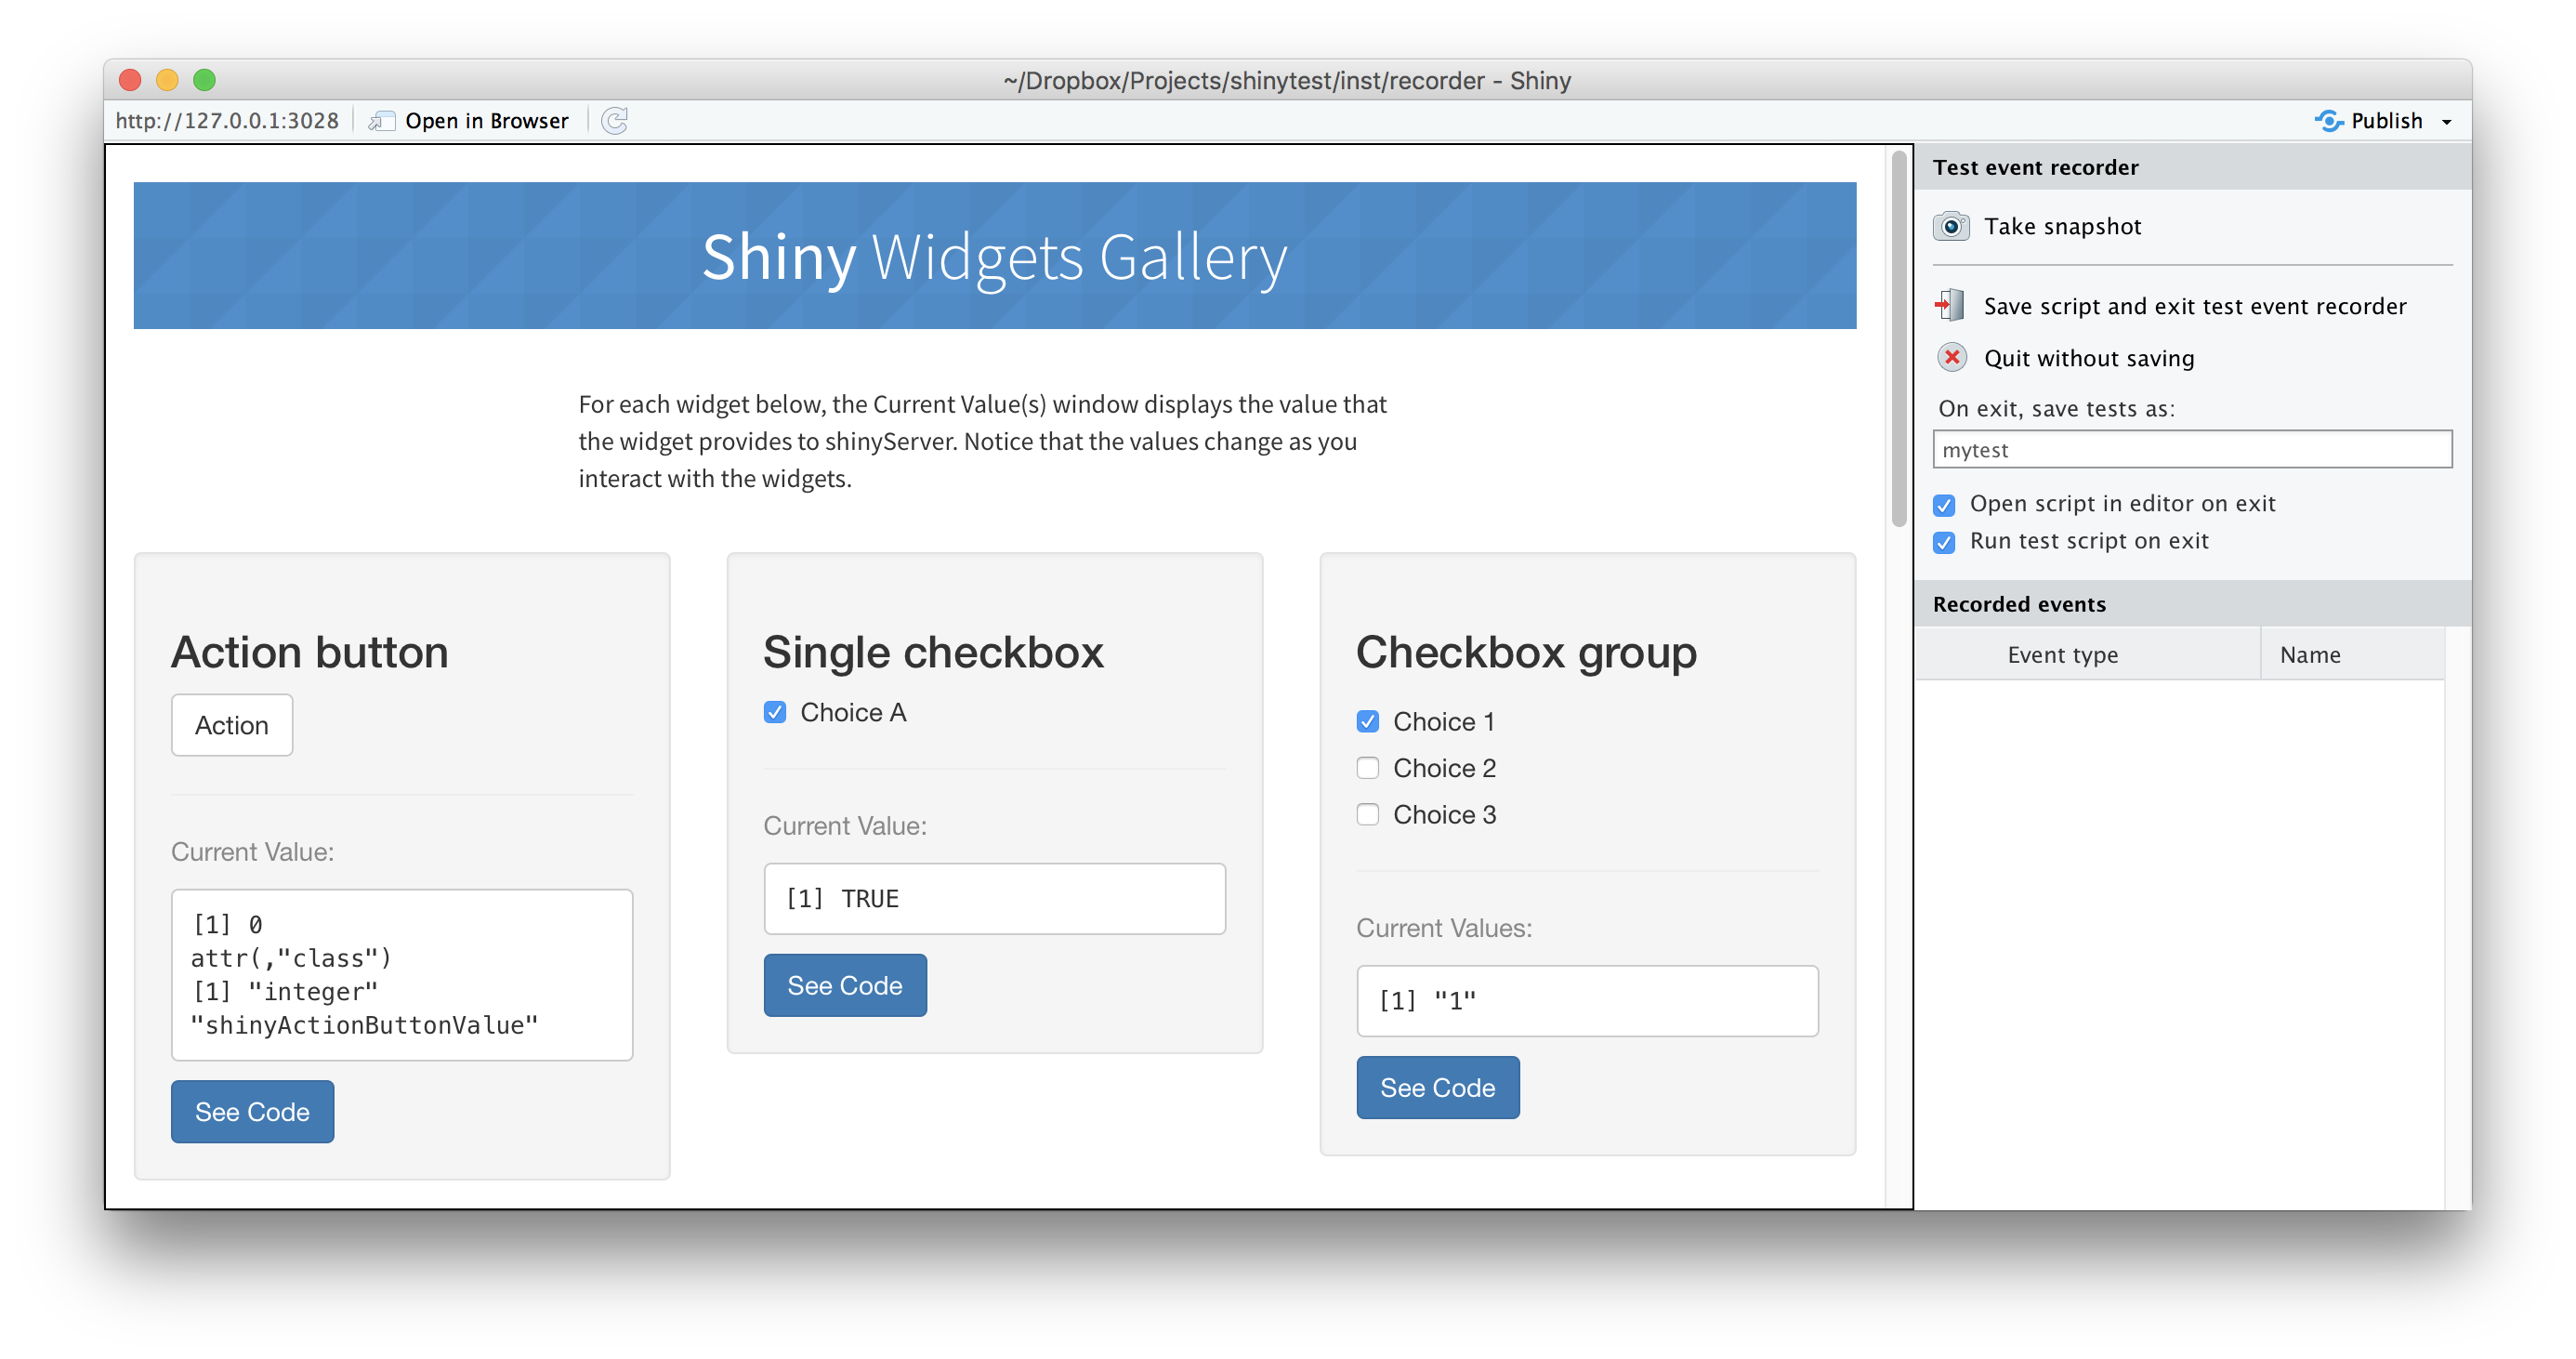 ~/Dropbox/Projects/shinytest/inst/recorder - Shiny
http://127.0.0.1:3028
Open in Browser
Publish
Shiny Widgets Gallery
For each widget below, the Current Value(s) window displays the value that
the widget provides to shinyServer. Notice that the values change as you
interact with the widgets.
Action button
Action
Current Value:
[1] 0
attr(,"class")
[1] "integer"
"shinyActionButtonValue"
See Code
Single checkbox
Choice A
Current Value:
[1] TRUE
See Code
Checkbox group
Choice 1
Choice 2
Choice 3
Current Values:
[1] "1"
See Code
Test event recorder
Take snapshot
Save script and exit test event recorder
Quit without saving
On exit, save tests as:
mytest
Open script in editor on exit
Run test script on exit
Recorded events
Event type
Name